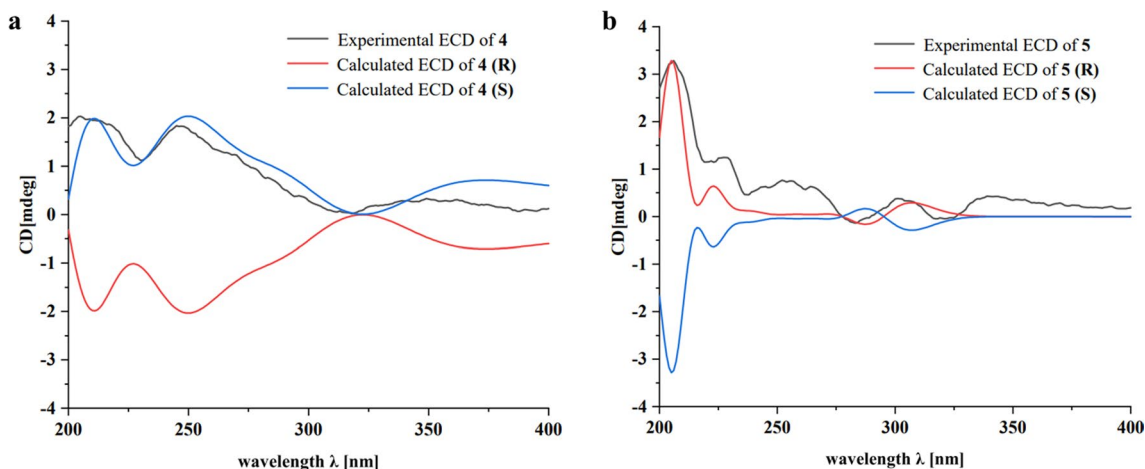 a
4
3
2
1
0
-1
-2
-3
-4
CD[mdeg]
Experimental ECD of 4
Calculated ECD of 4 (R)
Calculated ECD of 4 (S)
200 250 300 350 400
wavelength λ [nm]
b
4
3
2
1
0
-1
-2
-3
-4
CD[mdeg]
Experimental ECD of 5
Calculated ECD of 5 (R)
Calculated ECD of 5 (S)
200 250 300 350 400
wavelength λ [nm]